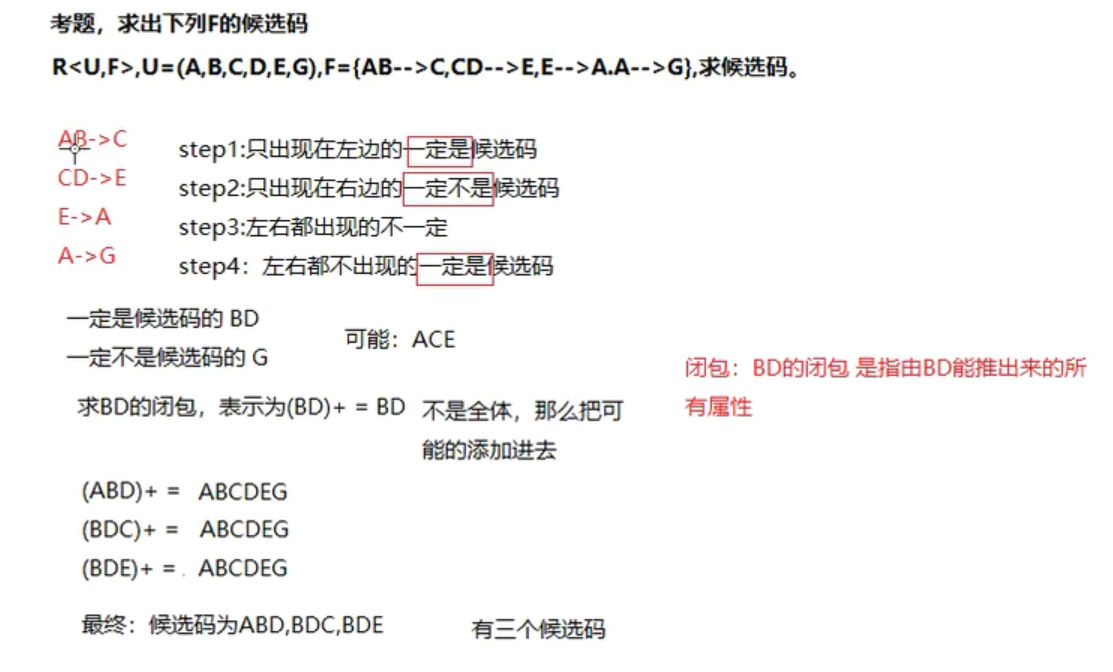 考题，求出下列F的候选码
R<U,F>,U=(A,B,C,D,E,G),F={AB-->C,CD-->E,E-->A.A-->G},求候选码。
AB->C
step1:只出现在左边的一定是候选码
CD->E
step2:只出现在右边的一定不是候选码
E->A
step3:左右都出现的不一定
A->G
step4：左右都不出现的一定是候选码
一定是候选码的 BD
可能：ACE
一定不是候选码的 G
闭包：BD的闭包 是指由BD能推出来的所
有属性
求BD的闭包，表示为(BD)+ = BD
不是全体，那么把可
能的添加进去
(ABD)+ = ABCDEG
(BDC)+ = ABCDEG
(BDE)+ = . ABCDEG
最终：候选码为ABD,BDC,BDE
有三个候选码